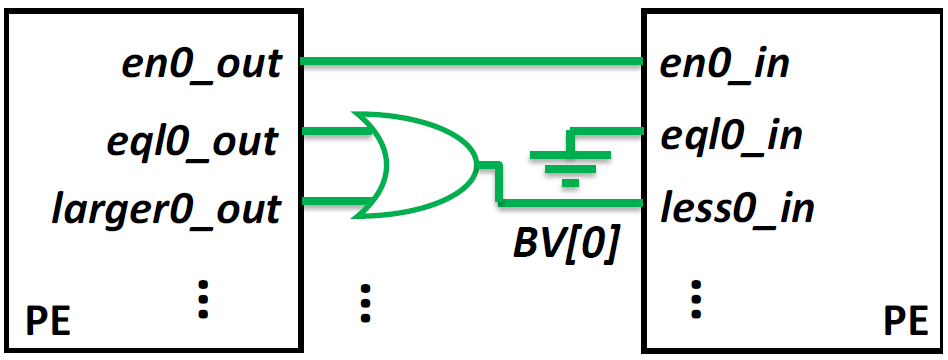 en0_out
en0_in
eql0_out
eql0_in
larger0_out
less0_in
BV[0]
PE
PE